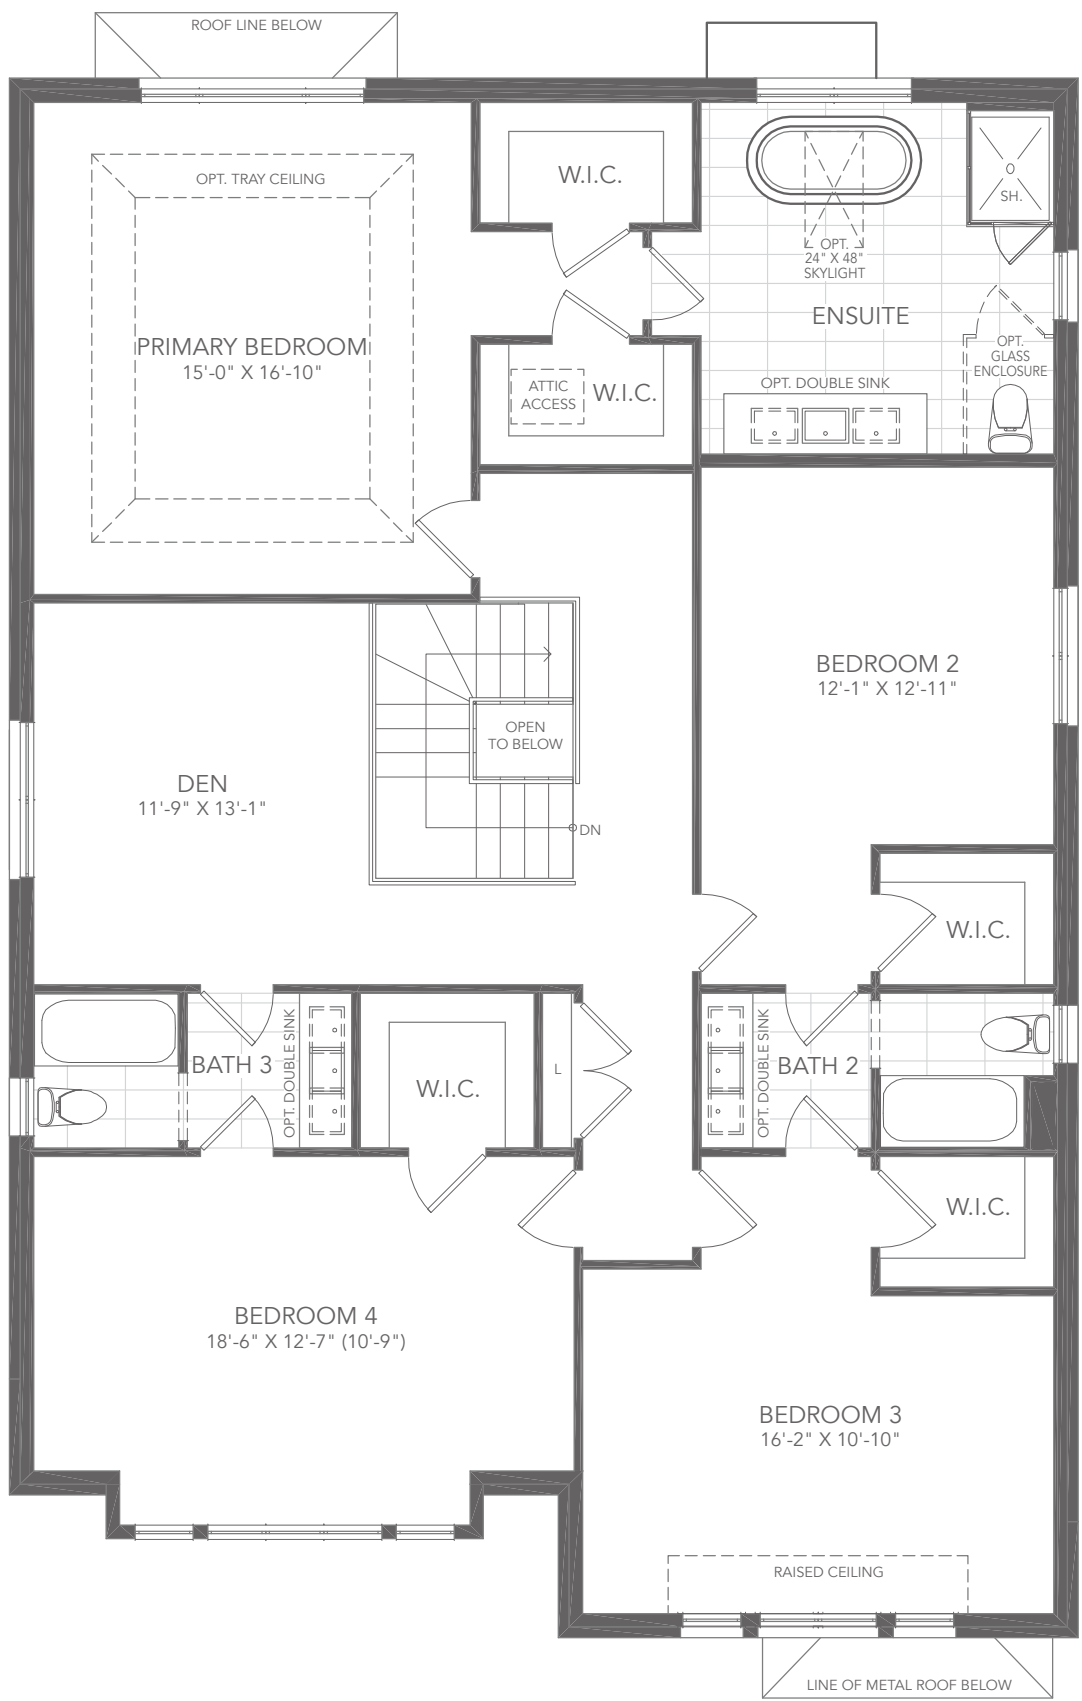 ROOF LINE BELOW
OPT. TRAY CEILING
W.I.C.
SH.
OPT.
24" X 48"
SKYLIGHT
ENSUITE
PRIMARY BEDROOM
15'-0" X 16'-10"
OPT.
GLASS
ENCLOSURE
ATTIC
ACCESS
W.I.C.
OPT. DOUBLE SINK
BEDROOM 2
12'-1" X 12'-11"
OPEN
TO BELOW
DEN
11'-9" X 13'-1"
DN
W.I.C.
BATH 3
OPT. DOUBLE SINK
W.I.C.
L
OPT. DOUBLE SINK
BATH 2
W.I.C.
BEDROOM 4
18'-6" X 12'-7" (10'-9")
BEDROOM 3
16'-2" X 10'-10"
RAISED CEILING
LINE OF METAL ROOF BELOW